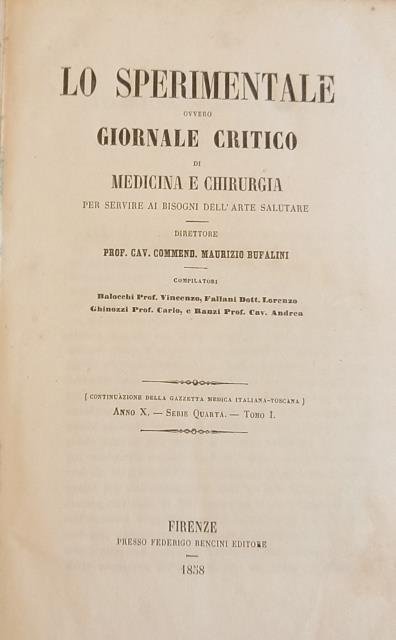 LO SPERIMENTALE
OVVERO
GIORNALE CRITICO
DI
MEDICINA E CHIRURGIA
PER SERVIRE AI BISOGNI DELL'ARTE SALUTARE
DIRETTORE
PROF. CAV. COMMEND. MAURIZIO BUFALINI
COMPILATORI
Balocchi Prof. Vincenzo, Fallani Dott. Lorenzo
Ghinozzi Prof. Carlo, e Ranzi Prof. Cav. Andrea
( CONTINUAZIONE DELLA GAZZETTA MEDICA ITALIANA-TOSCANA )
ANNO X. — SERIE QUARTA. — TOMO I.
FIRENZE
PRESSO FEDERIGO BENCINI EDITORE
1858